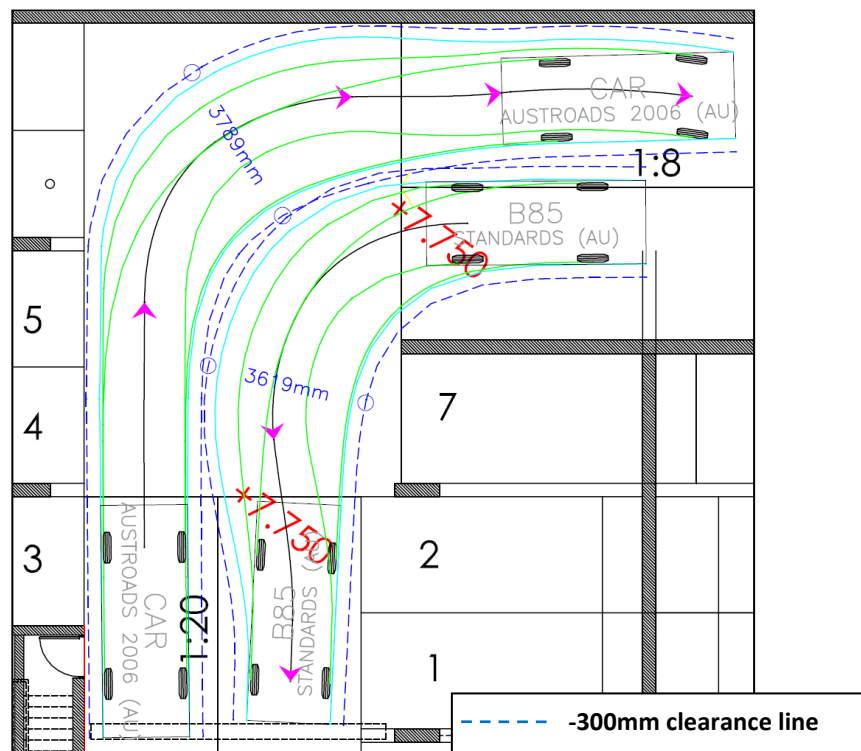 CAR
AUSTROADS 2006 (AU)
3789mm
1:8
B85
STANDARDS (AU)
7.750
5
3619mm
4
7
7.750
3
CAR
AUSTROADS 2006 (AU)
1:20
B85
STANDARDS (AU)
2
1
-300mm clearance line